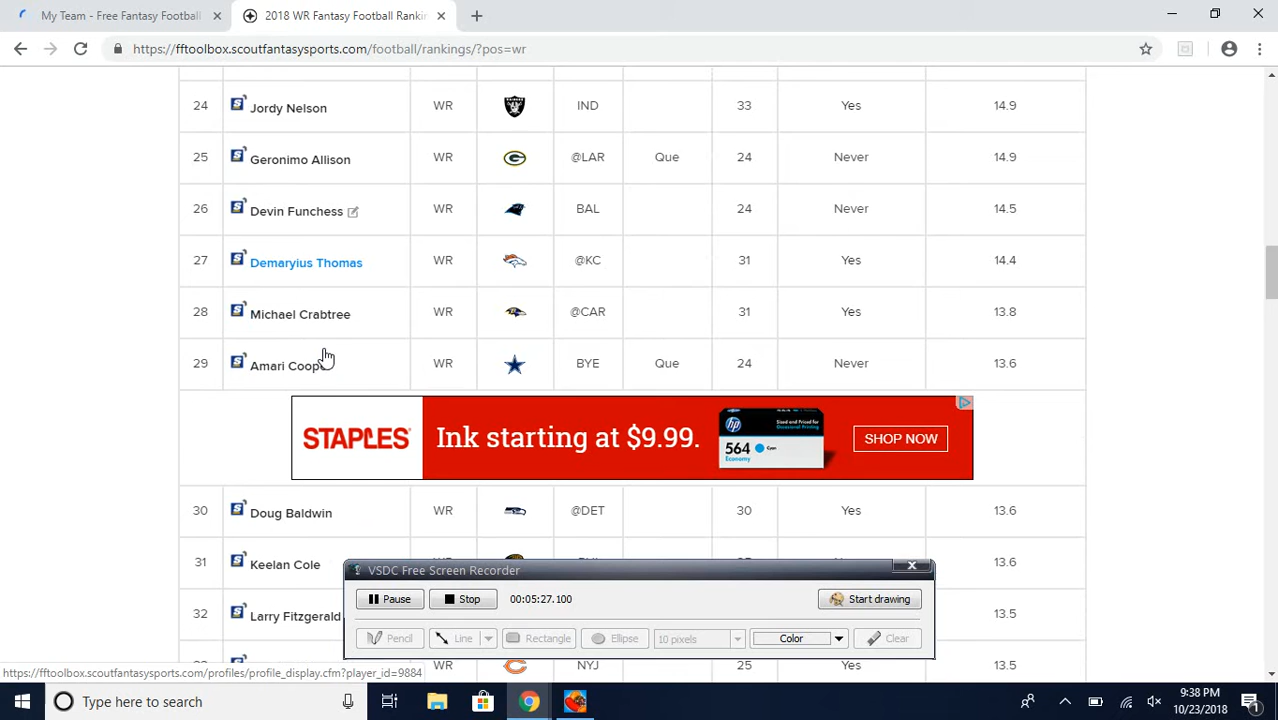 My Team - Free Fantasy Football
2018 WR Fantasy Football Rankin
https://fftoolbox.scoutfantasysports.com/football/rankings/?pos=wr
24 Jordy Nelson WR IND 33 Yes 14.9
25 Geronimo Allison WR @LAR Que 24 Never 14.9
26 Devin Funchess WR BAL 24 Never 14.5
27 Demaryius Thomas WR @KC 31 Yes 14.4
28 Michael Crabtree WR @CAR 31 Yes 13.8
29 Amari Coop WR BYE Que 24 Never 13.6
STAPLES Ink starting at $9.99. hp 564 Economy Cyan SHOP NOW
30 Doug Baldwin WR @DET 30 Yes 13.6
31 Keelan Cole 13.6
VSDC Free Screen Recorder
Pause Stop 00:05:27.100 Start drawing
32 Larry Fitzgerald 13.5
Pencil Line Rectangle Ellipse 10 pixels Color Clear
WR NYJ 25 Yes 13.5
https://fftoolbox.scoutfantasysports.com/profiles/profile_display.cfm?player_id=9884
Type here to search
9:38 PM
10/23/2018